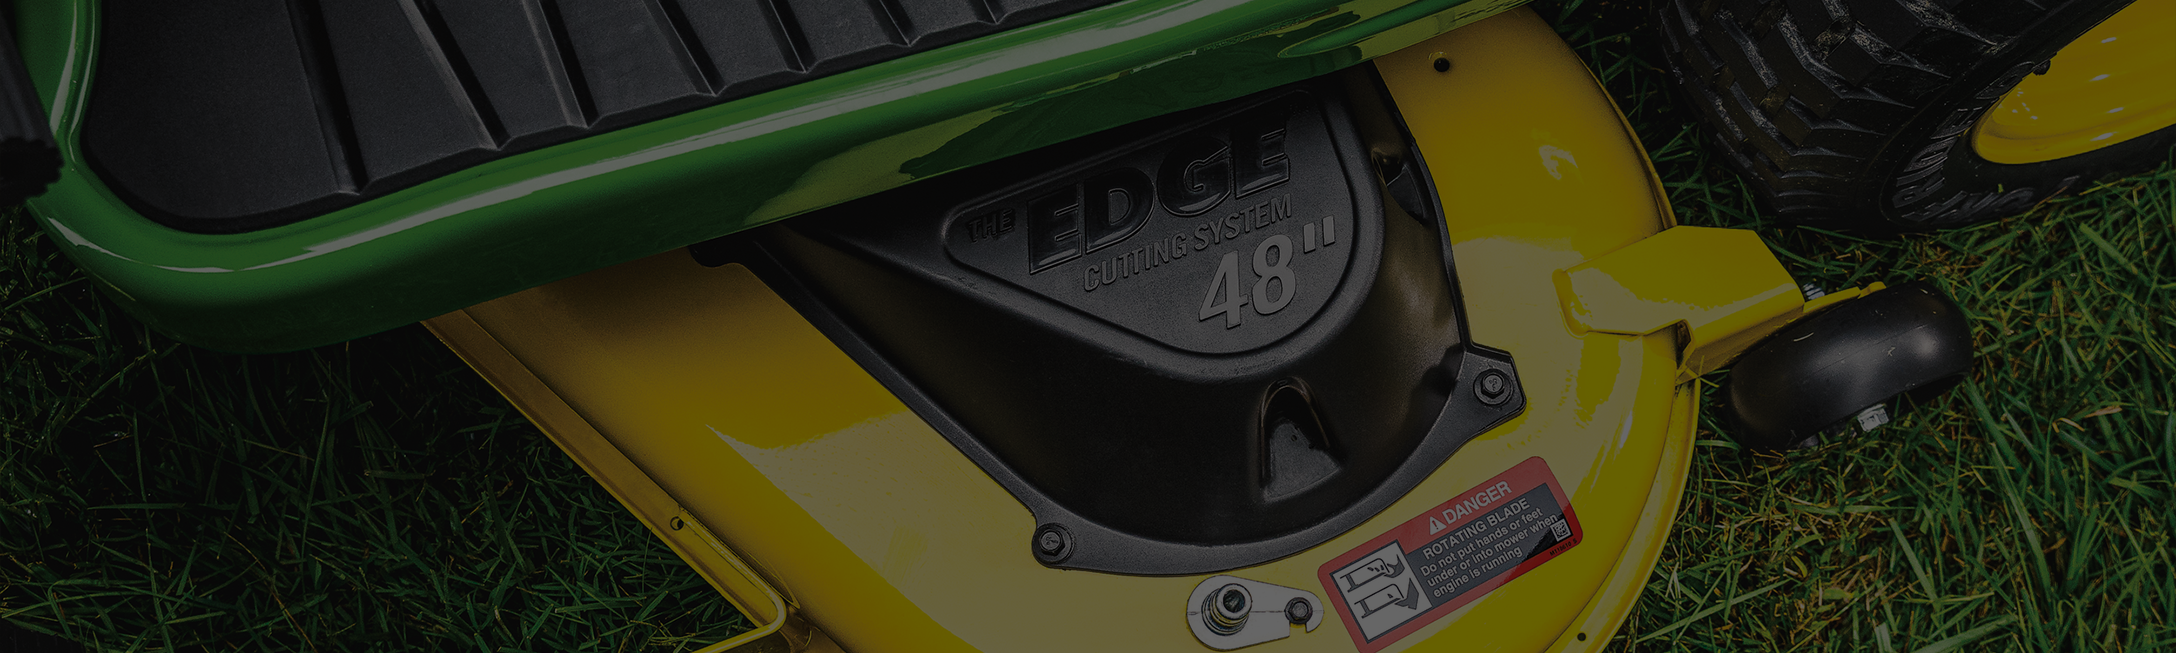 THE EDGE
CUTTING SYSTEM
48"
DANGER
ROTATING BLADE
Do not put hands or feet
under or into mower when
engine is running